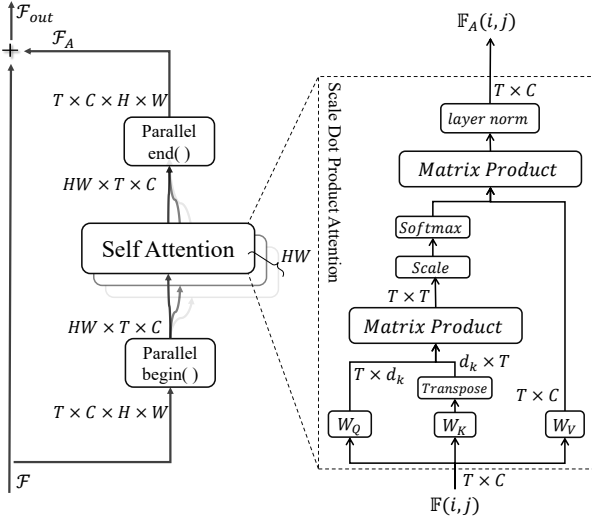 ℱ_out
+
ℱ_A
T × C × H × W
Parallel
end( )
HW × T × C
Self Attention
HW
HW × T × C
Parallel
begin( )
T × C × H × W
ℱ
Scale Dot Product Attention
𝔽_A(i, j)
T × C
layer norm
Matrix Product
Softmax
Scale
T × T
Matrix Product
T × d_k
d_k × T
Transpose
T × C
W_Q
W_K
W_V
T × C
𝔽(i, j)